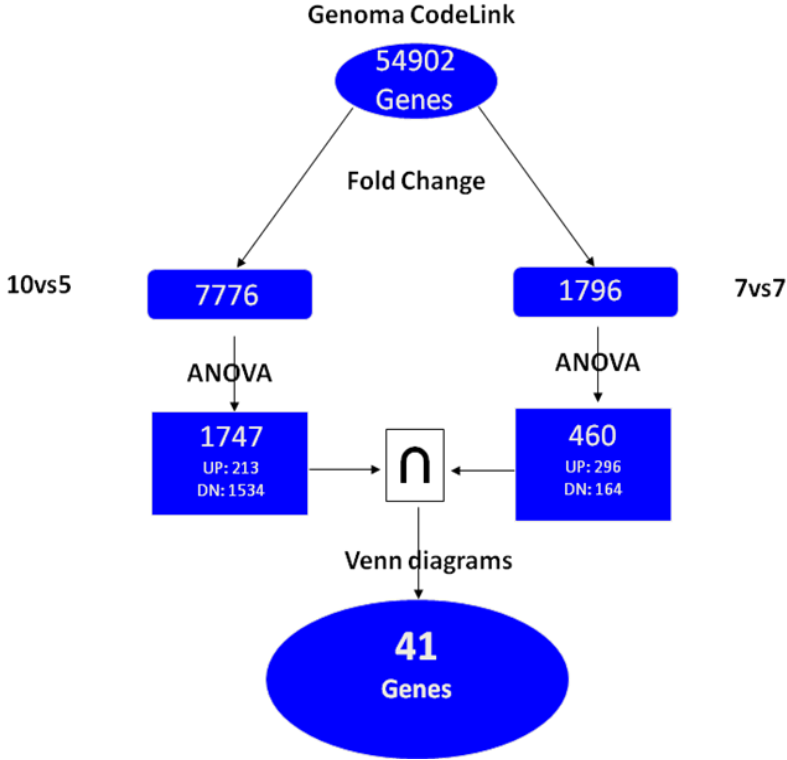 Genoma CodeLink
54902
Genes
Fold Change
10vs5
7776
1796
7vs7
ANOVA
ANOVA
1747
UP: 213
DN: 1534
∩
460
UP: 296
DN: 164
Venn diagrams
41
Genes